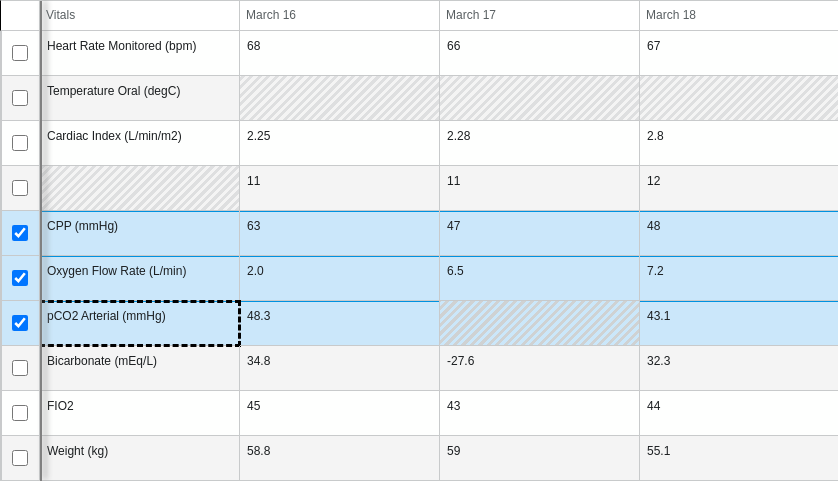 Vitals March 16 March 17 March 18
Heart Rate Monitored (bpm) 68 66 67
Temperature Oral (degC)
Cardiac Index (L/min/m2) 2.25 2.28 2.8
11 11 12
CPP (mmHg) 63 47 48
Oxygen Flow Rate (L/min) 2.0 6.5 7.2
pCO2 Arterial (mmHg) 48.3 43.1
Bicarbonate (mEq/L) 34.8 -27.6 32.3
FIO2 45 43 44
Weight (kg) 58.8 59 55.1